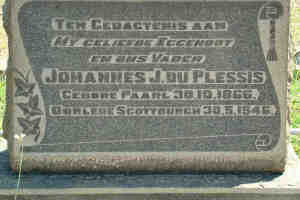 TER GEDACTENIS AAN
MY GELIEFDE EGGENOOT
EN ONS VADER
JOHANNES J. DU PLESSIS
GEBORE PAARL 30.10.1866.
OORLEDE SCOTTBURGH 30.5.1946.